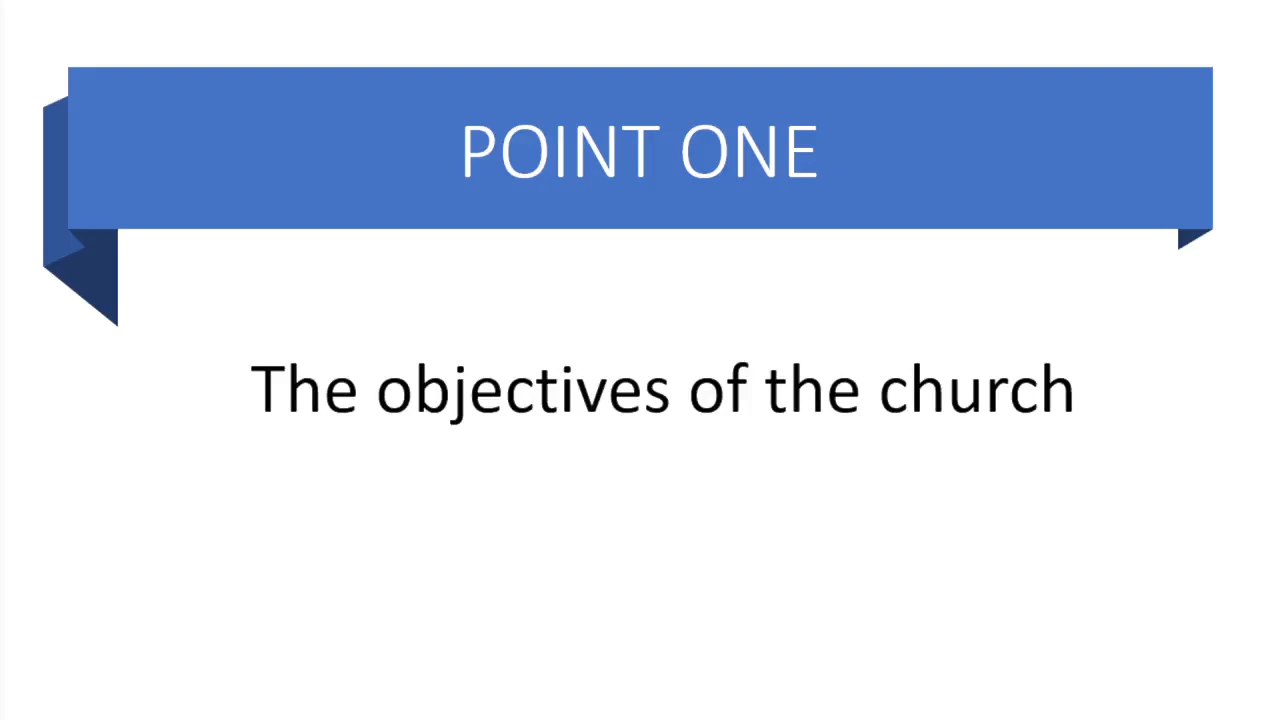 POINT ONE
The objectives of the church